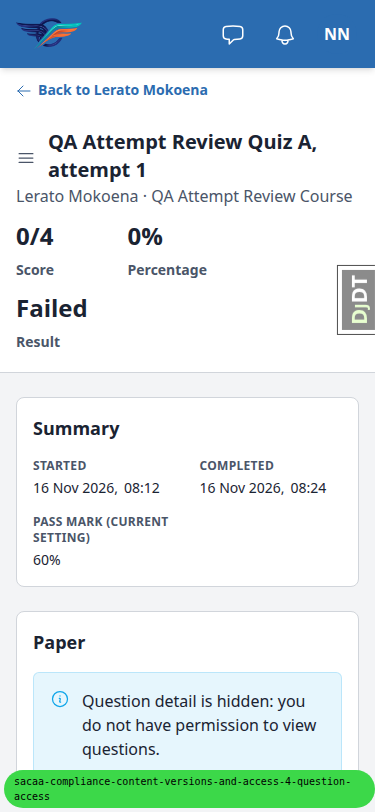 NN
← Back to Lerato Mokoena
QA Attempt Review Quiz A,
attempt 1
Lerato Mokoena · QA Attempt Review Course
0/4
0%
Score
Percentage
Failed
Result
DjDT
Summary
STARTED
COMPLETED
16 Nov 2026, 08:12
16 Nov 2026, 08:24
PASS MARK (CURRENT
SETTING)
60%
Paper
Question detail is hidden: you
do not have permission to view
questions.
sacaa-compliance-content-versions-and-access-4-question-
access